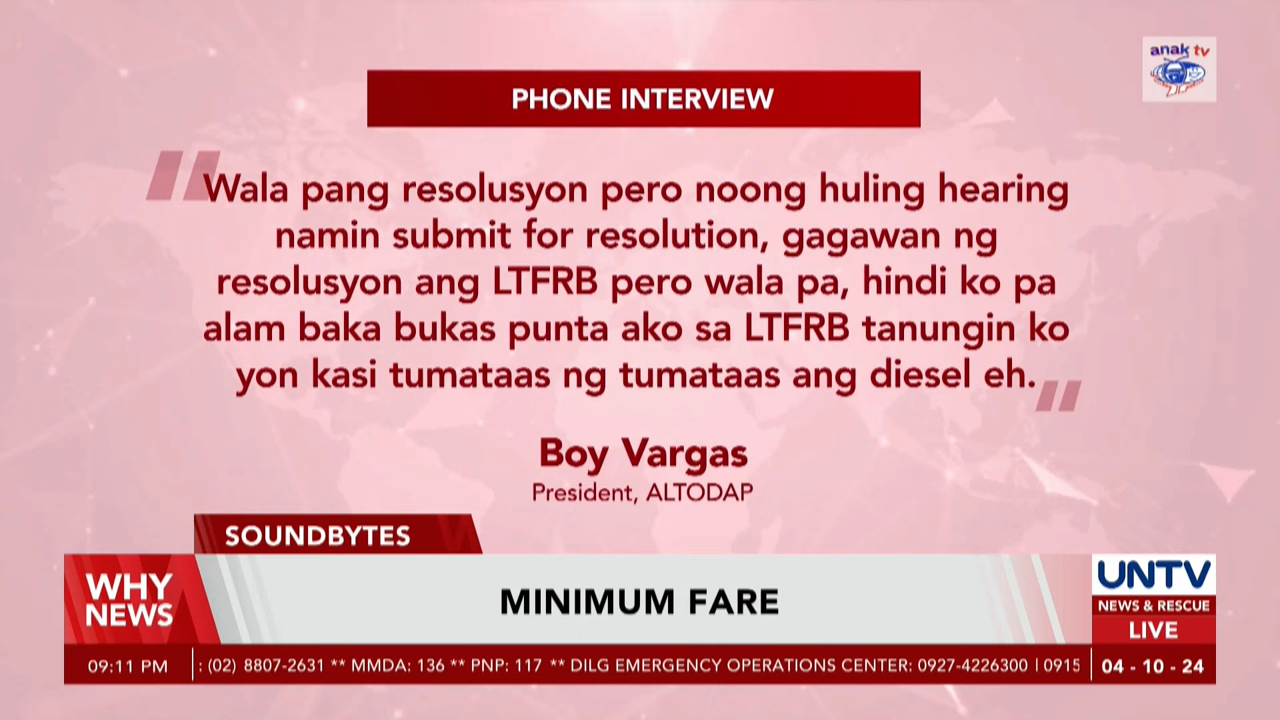 anak tv
PHONE INTERVIEW
"Wala pang resolusyon pero noong huling hearing
namin submit for resolution, gagawan ng
resolusyon ang LTFRB pero wala pa, hindi ko pa
alam baka bukas punta ako sa LTFRB tanungin ko
yon kasi tumataas ng tumataas ang diesel eh."
Boy Vargas
President, ALTODAP
SOUNDBYTES
WHY
NEWS
MINIMUM FARE
UNTV
NEWS & RESCUE
LIVE
09:11 PM
: (02) 8807-2631 ** MMDA: 136 ** PNP: 117 ** DILG EMERGENCY OPERATIONS CENTER: 0927-4226300 | 0915
04 - 10 - 24